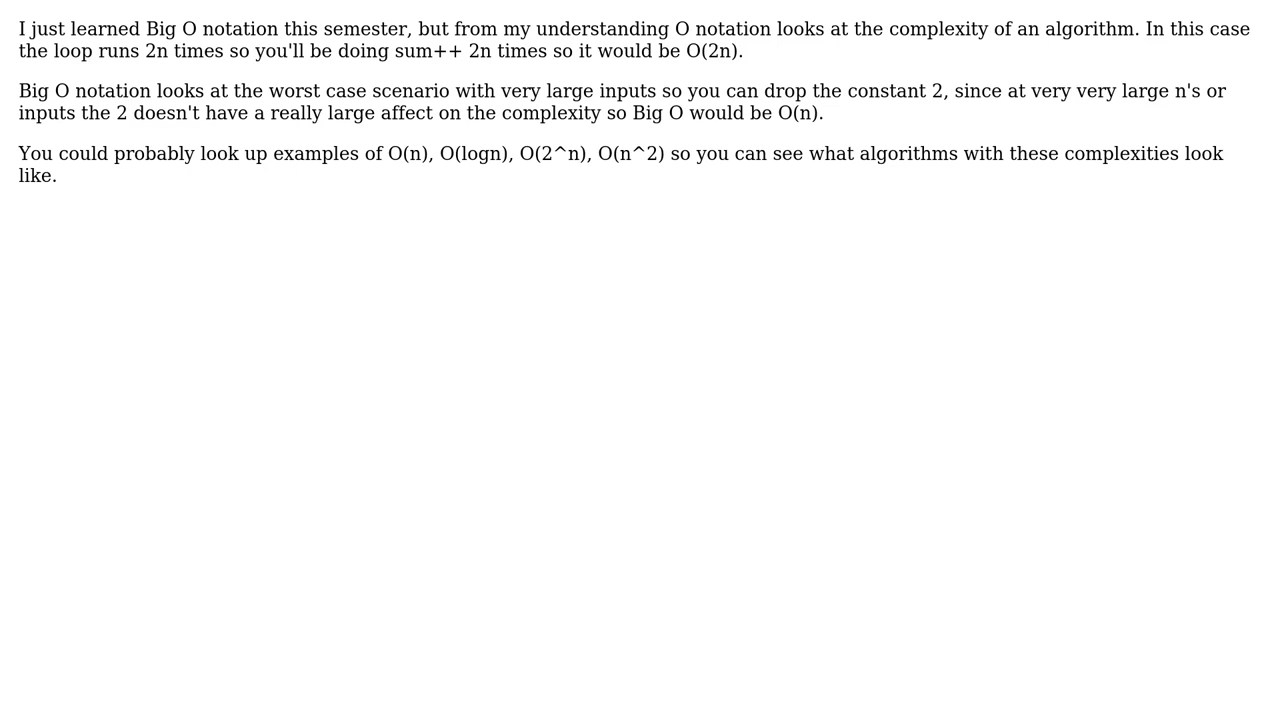 I just learned Big O notation this semester, but from my understanding O notation looks at the complexity of an algorithm. In this case
the loop runs 2n times so you'll be doing sum++ 2n times so it would be O(2n).
Big O notation looks at the worst case scenario with very large inputs so you can drop the constant 2, since at very very large n's or
inputs the 2 doesn't have a really large affect on the complexity so Big O would be O(n).
You could probably look up examples of O(n), O(logn), O(2^n), O(n^2) so you can see what algorithms with these complexities look
like.